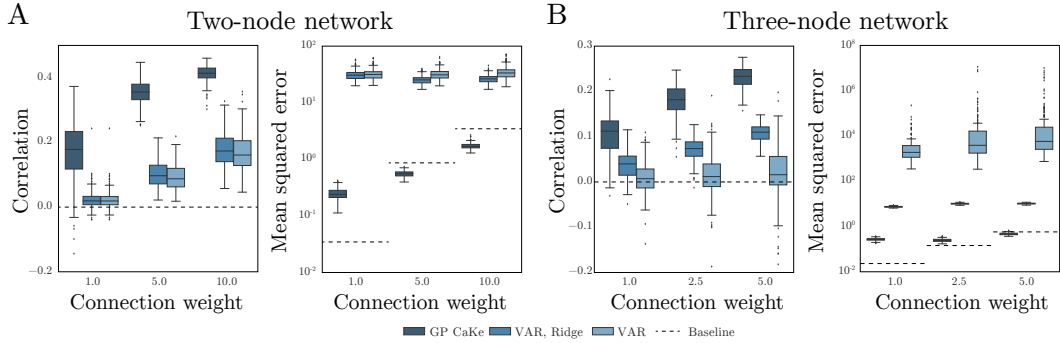 A
Two-node network
Correlation
0.4
0.2
0.0
−0.2
1.0 5.0 10.0
Connection weight
Mean squared error
10²
10¹
10⁰
10⁻¹
10⁻²
1.0 5.0 10.0
Connection weight
B
Three-node network
Correlation
0.3
0.2
0.1
0.0
−0.1
−0.2
1.0 2.5 5.0
Connection weight
Mean squared error
10⁸
10⁶
10⁴
10²
10⁰
10⁻²
1.0 2.5 5.0
Connection weight
GP CaKe VAR, Ridge VAR Baseline